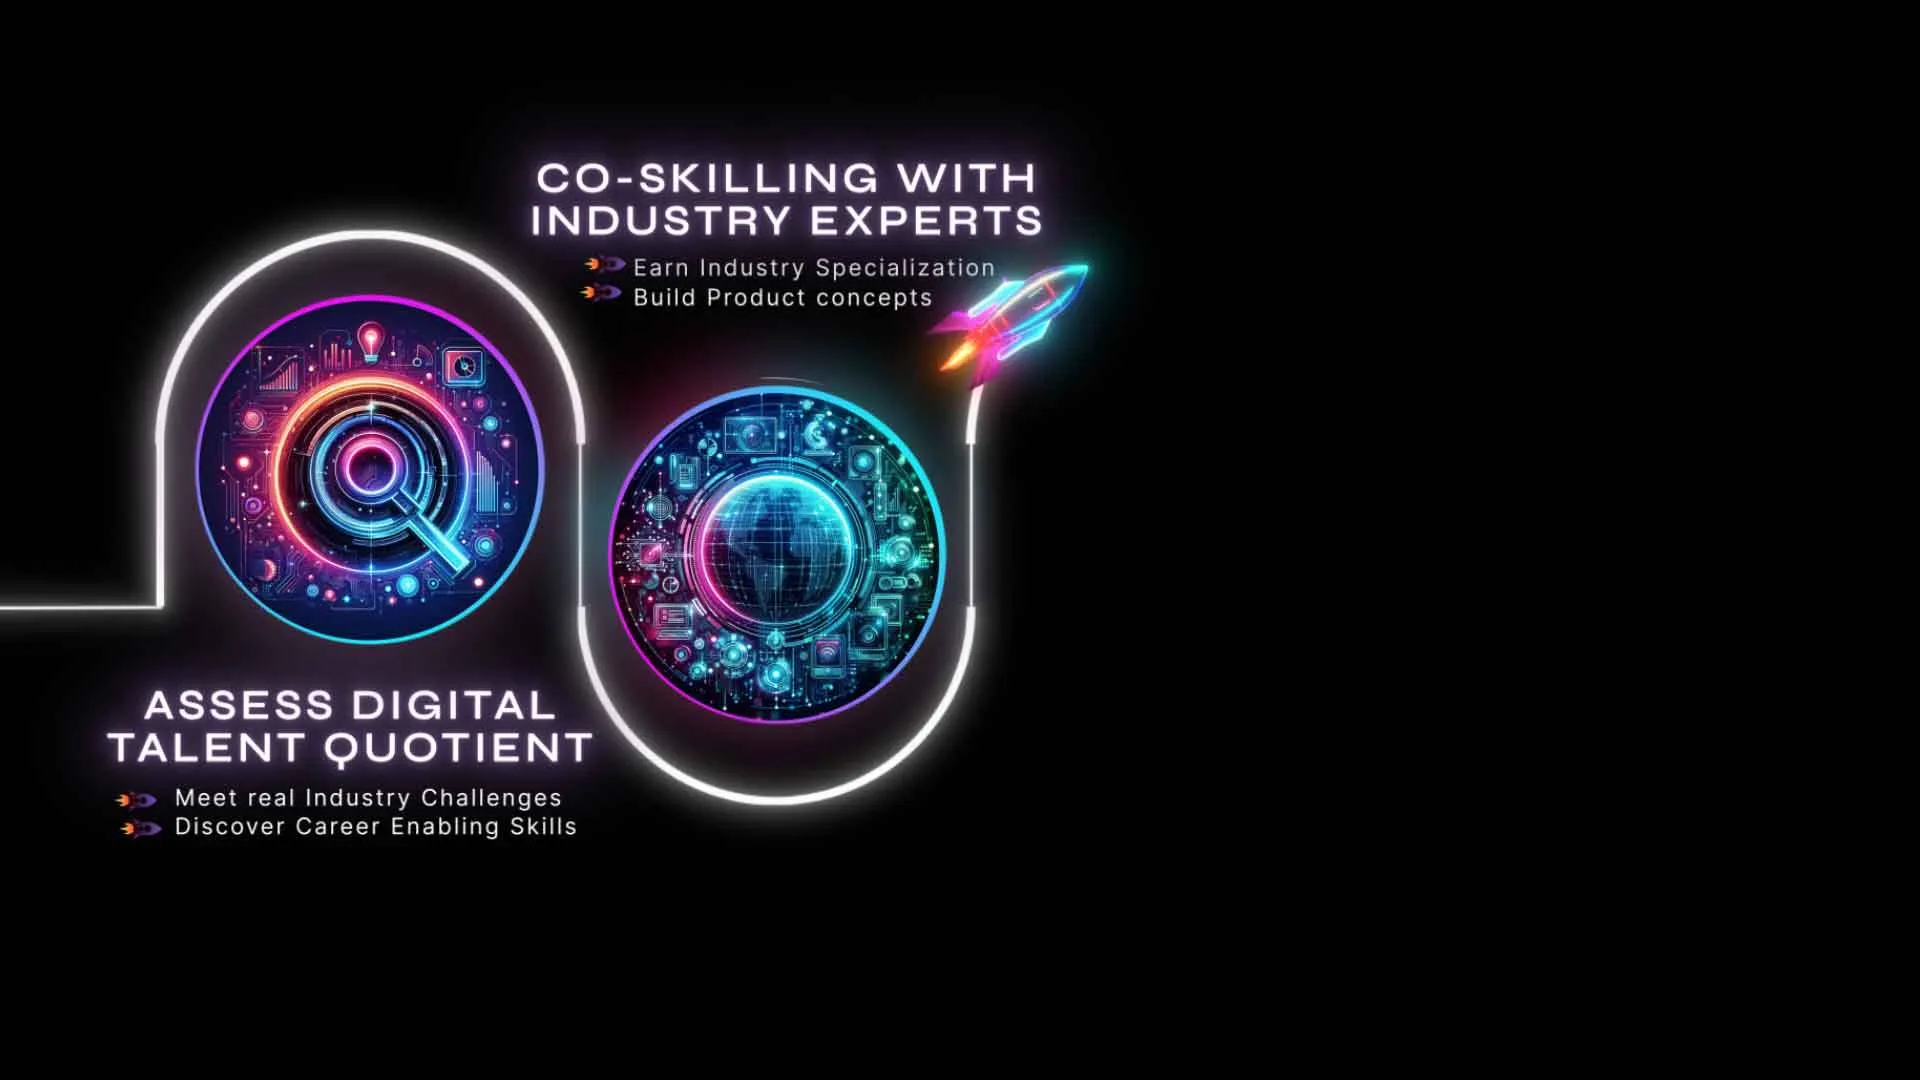 CO-SKILLING WITH
INDUSTRY EXPERTS
Earn Industry Specialization
Build Product concepts
ASSESS DIGITAL
TALENT QUOTIENT
Meet real Industry Challenges
Discover Career Enabling Skills